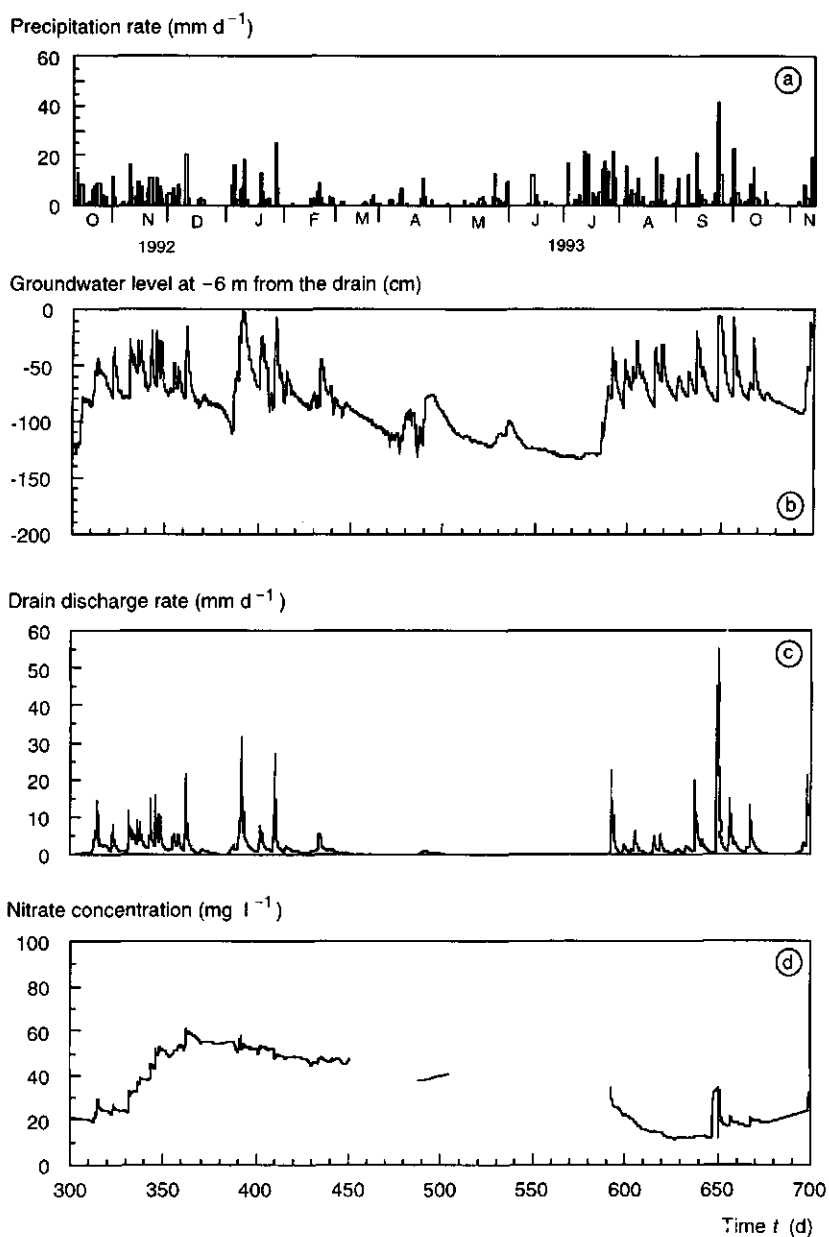 Precipitation rate (mm d⁻¹)
60
40
20
0
a
O N D J F M A M J J A S O N
1992 1993
Groundwater level at −6 m from the drain (cm)
0
-50
-100
-150
-200
b
Drain discharge rate (mm d⁻¹)
60
50
40
30
20
10
0
c
Nitrate concentration (mg l⁻¹)
100
80
60
40
20
0
d
300 350 400 450 500 550 600 650 700
Time t (d)